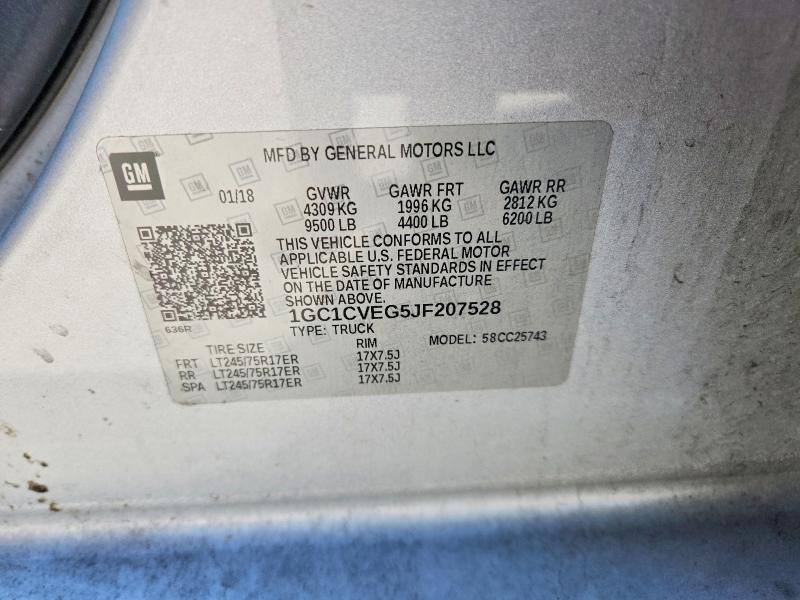 GM
MFD BY GENERAL MOTORS LLC
01/18
GVWR GAWR FRT GAWR RR
4309 KG 1996 KG 2812 KG
9500 LB 4400 LB 6200 LB
THIS VEHICLE CONFORMS TO ALL
APPLICABLE U.S. FEDERAL MOTOR
VEHICLE SAFETY STANDARDS IN EFFECT
ON THE DATE OF MANUFACTURE
SHOWN ABOVE.
1GC1CVEG5JF207528
636R
TYPE: TRUCK MODEL: 58CC25743
TIRE SIZE RIM
FRT LT245/75R17ER 17X7.5J
RR LT245/75R17ER 17X7.5J
SPA LT245/75R17ER 17X7.5J